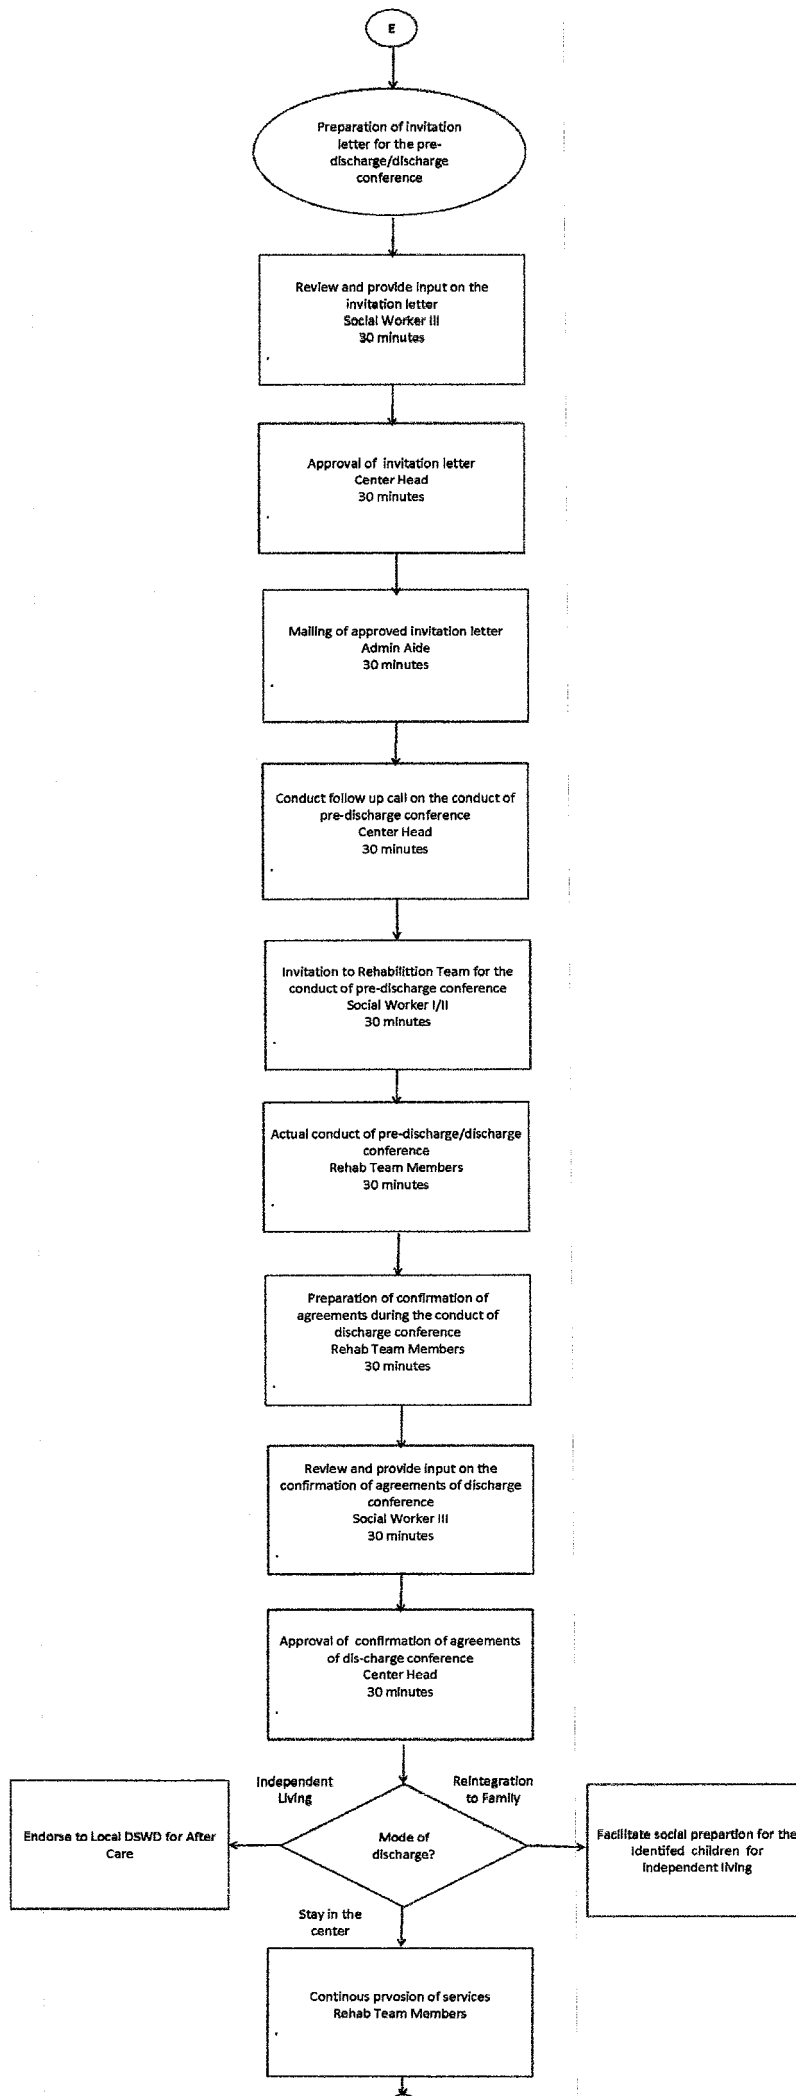 E
Preparation of invitation
letter for the pre-
discharge/discharge
conference
Review and provide input on the
invitation letter
Social Worker III
30 minutes
Approval of invitation letter
Center Head
30 minutes
Mailing of approved invitation letter
Admin Aide
30 minutes
Conduct follow up call on the conduct of
pre-discharge conference
Center Head
30 minutes
Invitation to Rehabilittion Team for the
conduct of pre-discharge conference
Social Worker I/II
30 minutes
Actual conduct of pre-discharge/discharge
conference
Rehab Team Members
30 minutes
Preparation of confirmation of
agreements during the conduct of
discharge conference
Rehab Team Members
30 minutes
Review and provide input on the
confirmation of agreements of discharge
conference
Social Worker III
30 minutes
Approval of confirmation of agreements
of dis-charge conference
Center Head
30 minutes
Independent
Living
Reintegration
to Family
Endorse to Local DSWD for After
Care
Mode of
discharge?
Facilitate social prepartion for the
identifed children for
independent living
Stay in the
center
Continous prvosion of services
Rehab Team Members